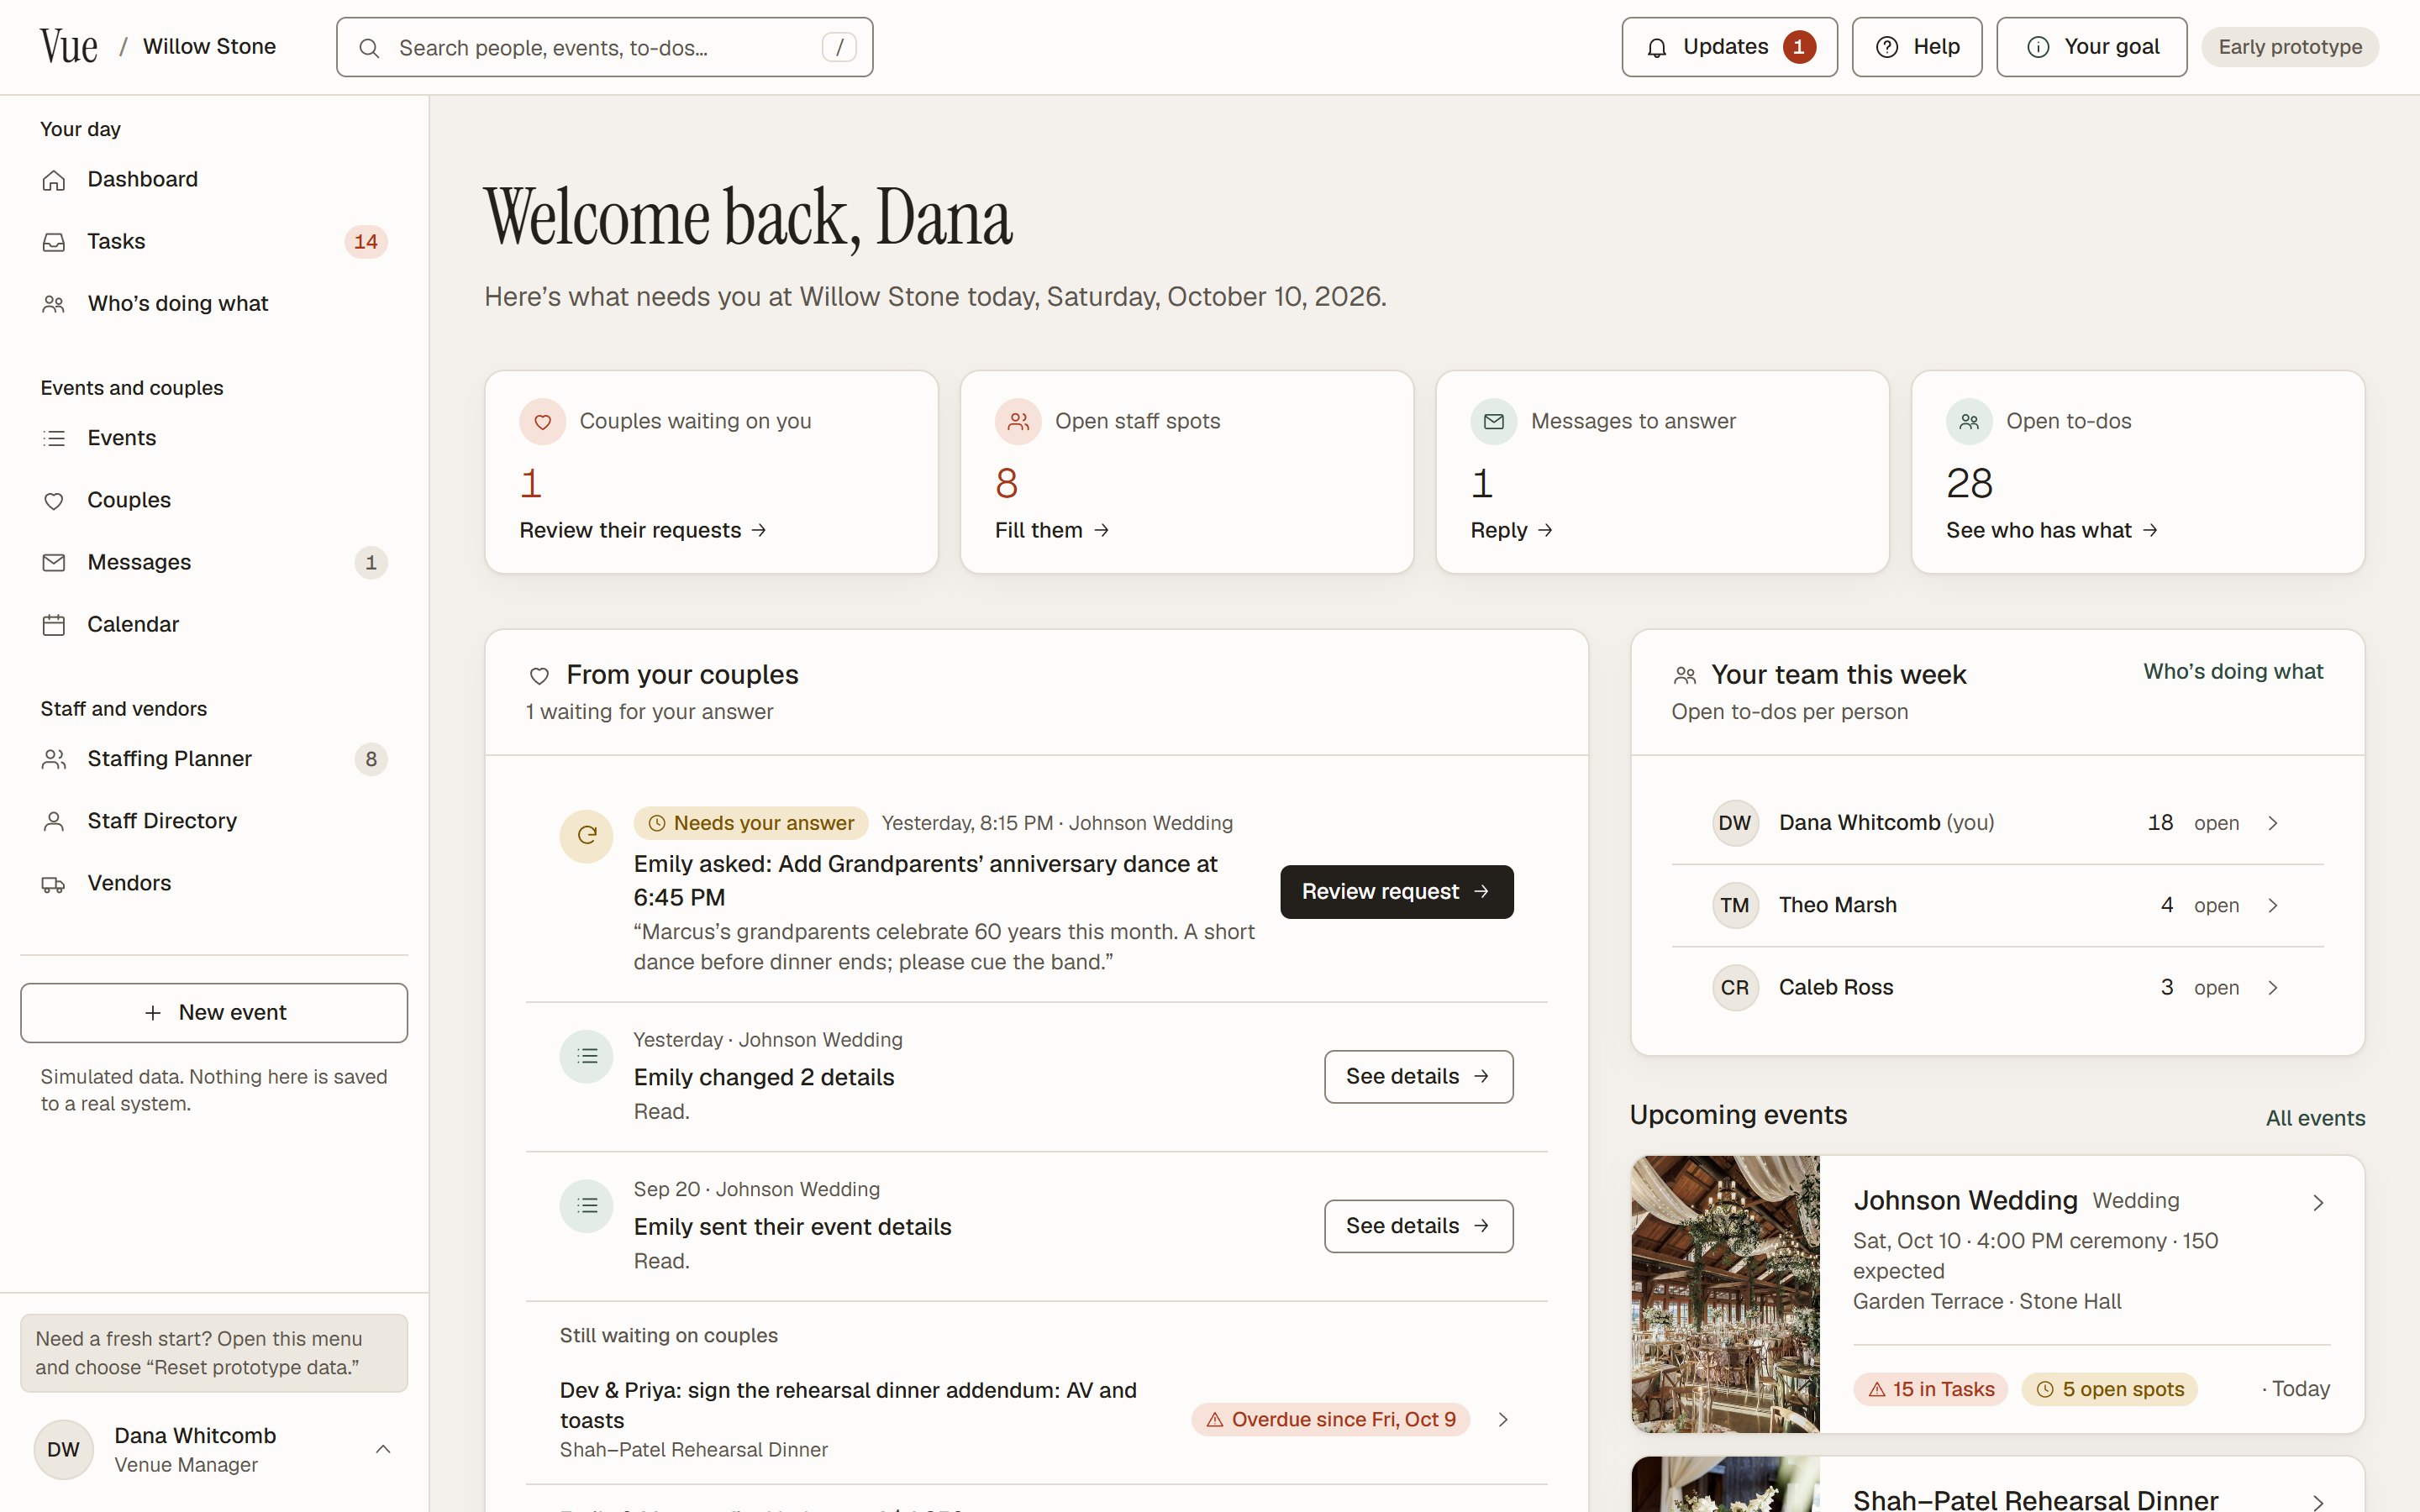 Vue / Willow Stone
Search people, events, to-dos…
/
Updates 1
Help
Your goal
Early prototype
Your day
Dashboard
Tasks 14
Who’s doing what
Events and couples
Events
Couples
Messages 1
Calendar
Staff and vendors
Staffing Planner 8
Staff Directory
Vendors
+ New event
Simulated data. Nothing here is saved
to a real system.
Need a fresh start? Open this menu
and choose “Reset prototype data.”
DW
Dana Whitcomb
Venue Manager
Welcome back, Dana
Here’s what needs you at Willow Stone today, Saturday, October 10, 2026.
Couples waiting on you
1
Review their requests →
Open staff spots
8
Fill them →
Messages to answer
1
Reply →
Open to-dos
28
See who has what →
From your couples
1 waiting for your answer
Needs your answer
Yesterday, 8:15 PM · Johnson Wedding
Emily asked: Add Grandparents’ anniversary dance at
6:45 PM
“Marcus’s grandparents celebrate 60 years this month. A short
dance before dinner ends; please cue the band.”
Review request →
Yesterday · Johnson Wedding
Emily changed 2 details
Read.
See details →
Sep 20 · Johnson Wedding
Emily sent their event details
Read.
See details →
Still waiting on couples
Dev & Priya: sign the rehearsal dinner addendum: AV and
toasts
Shah–Patel Rehearsal Dinner
Overdue since Fri, Oct 9
Your team this week
Who’s doing what
Open to-dos per person
DW Dana Whitcomb (you) 18 open
TM Theo Marsh 4 open
CR Caleb Ross 3 open
Upcoming events
All events
Johnson Wedding Wedding
Sat, Oct 10 · 4:00 PM ceremony · 150
expected
Garden Terrace · Stone Hall
15 in Tasks
5 open spots
· Today
Shah–Patel Rehearsal Dinner